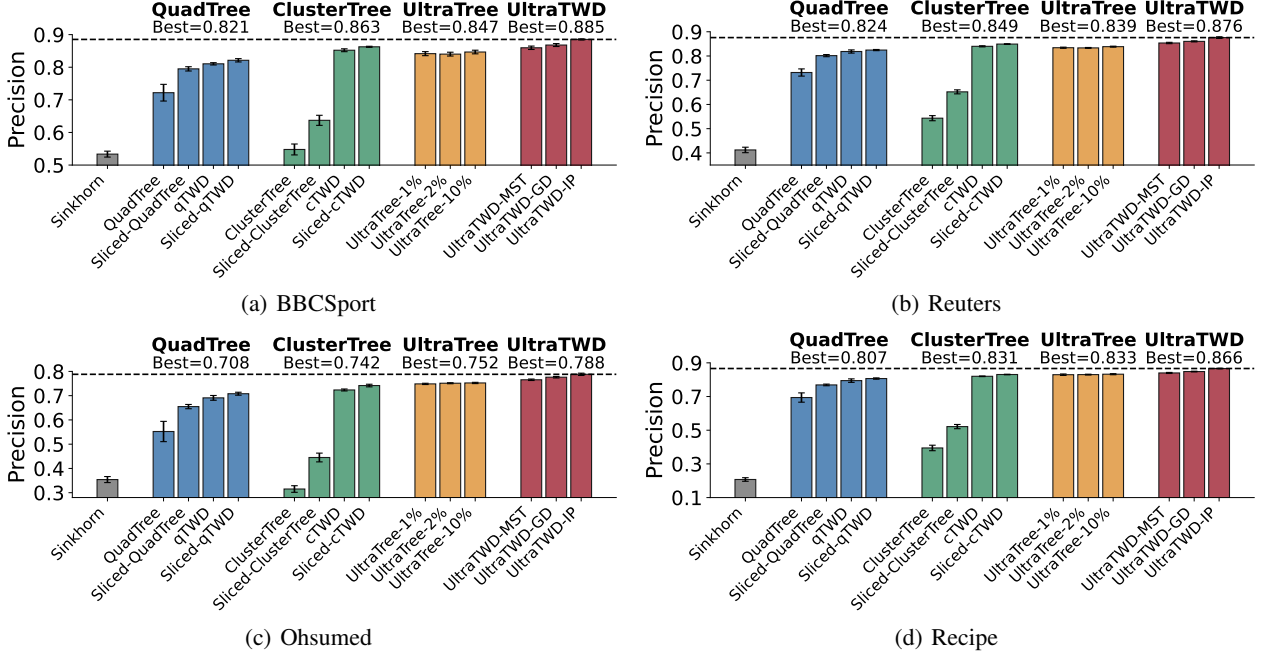 QuadTree ClusterTree UltraTree UltraTWD
Best=0.821 Best=0.863 Best=0.847 Best=0.885
Precision
0.9
0.8
0.7
0.6
0.5
Sinkhorn
QuadTree
Sliced-QuadTree
qTWD
Sliced-qTWD
ClusterTree
Sliced-ClusterTree
cTWD
Sliced-cTWD
UltraTree-1%
UltraTree-2%
UltraTree-10%
UltraTWD-MST
UltraTWD-GD
UltraTWD-IP
(a) BBCSport
QuadTree ClusterTree UltraTree UltraTWD
Best=0.824 Best=0.849 Best=0.839 Best=0.876
Precision
0.9
0.8
0.7
0.6
0.5
0.4
Sinkhorn
QuadTree
Sliced-QuadTree
qTWD
Sliced-qTWD
ClusterTree
Sliced-ClusterTree
cTWD
Sliced-cTWD
UltraTree-1%
UltraTree-2%
UltraTree-10%
UltraTWD-MST
UltraTWD-GD
UltraTWD-IP
(b) Reuters
QuadTree ClusterTree UltraTree UltraTWD
Best=0.708 Best=0.742 Best=0.752 Best=0.788
Precision
0.8
0.7
0.6
0.5
0.4
0.3
Sinkhorn
QuadTree
Sliced-QuadTree
qTWD
Sliced-qTWD
ClusterTree
Sliced-ClusterTree
cTWD
Sliced-cTWD
UltraTree-1%
UltraTree-2%
UltraTree-10%
UltraTWD-MST
UltraTWD-GD
UltraTWD-IP
(c) Ohsumed
QuadTree ClusterTree UltraTree UltraTWD
Best=0.807 Best=0.831 Best=0.833 Best=0.866
Precision
0.9
0.7
0.5
0.3
0.1
Sinkhorn
QuadTree
Sliced-QuadTree
qTWD
Sliced-qTWD
ClusterTree
Sliced-ClusterTree
cTWD
Sliced-cTWD
UltraTree-1%
UltraTree-2%
UltraTree-10%
UltraTWD-MST
UltraTWD-GD
UltraTWD-IP
(d) Recipe